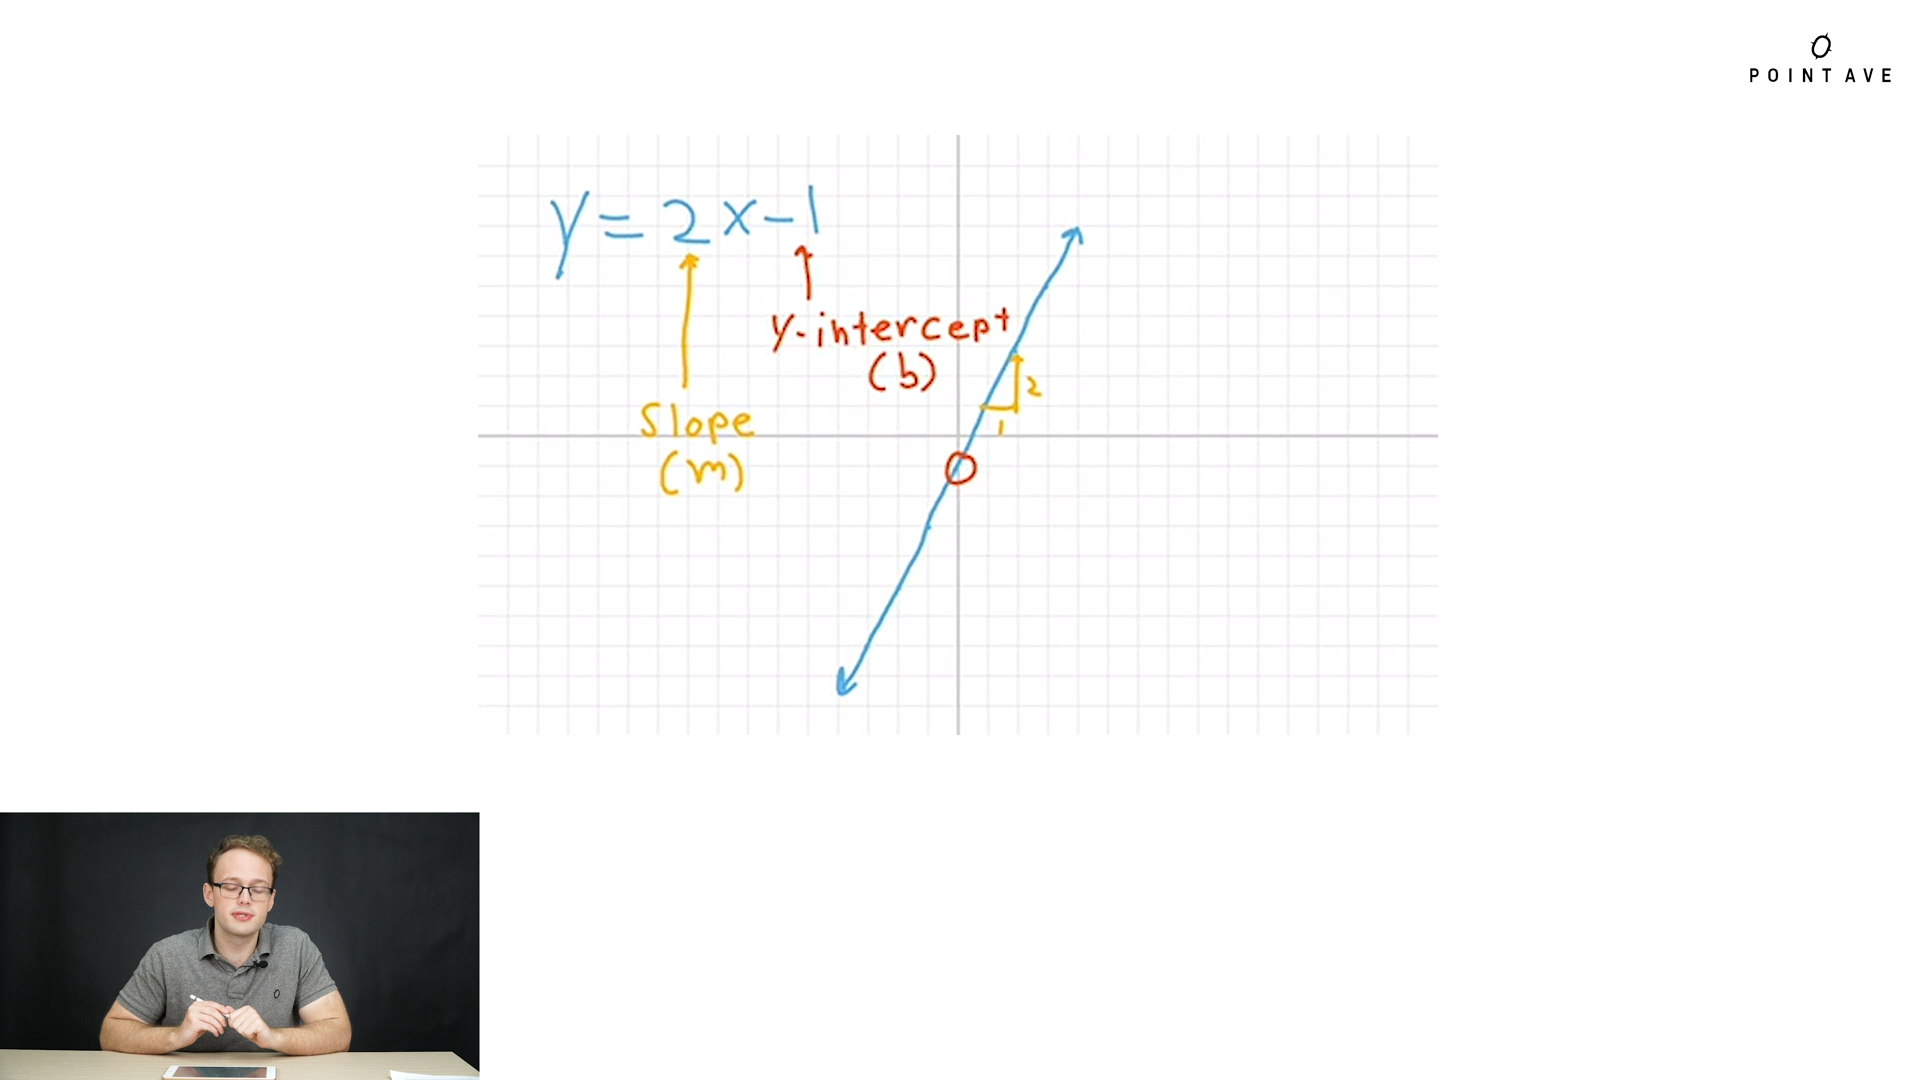 POINT AVE
y = 2x - 1
y-intercept
(b)
2
1
Slope
(m)